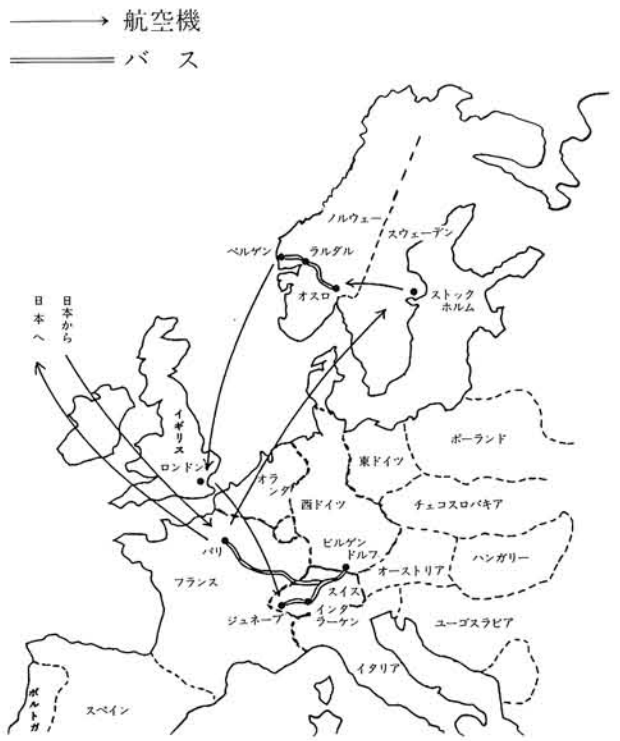 航空機
バス
ノルウェー
スウェーデン
ベルゲン
ラルダル
オスロ
ストック
ホルム
日本から
日本へ
イギリス
ロンドン
オラ
ンダ
西ドイツ
東ドイツ
ポーランド
チェコスロバキア
パリ
ビルゲン
ドルフ
オーストリア
ハンガリー
フランス
スイス
ジュネーブ
インタ
ラーケン
ユーゴスラビア
イタリア
スペイン
ポルトガ